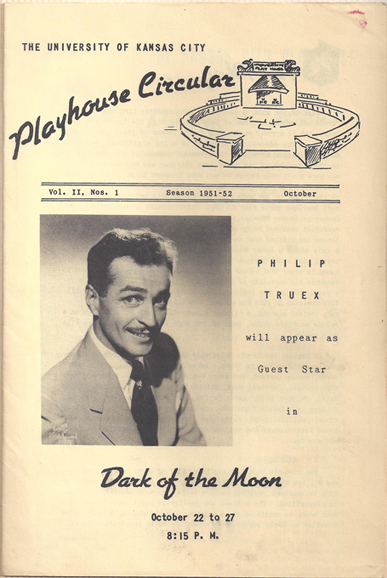 THE UNIVERSITY OF KANSAS CITY
Playhouse Circular
Vol. II, Nos. 1 Season 1951-52 October
PHILIP
TRUEX
will appear as
Guest Star
in
Dark of the Moon
October 22 to 27
8:15 P. M.